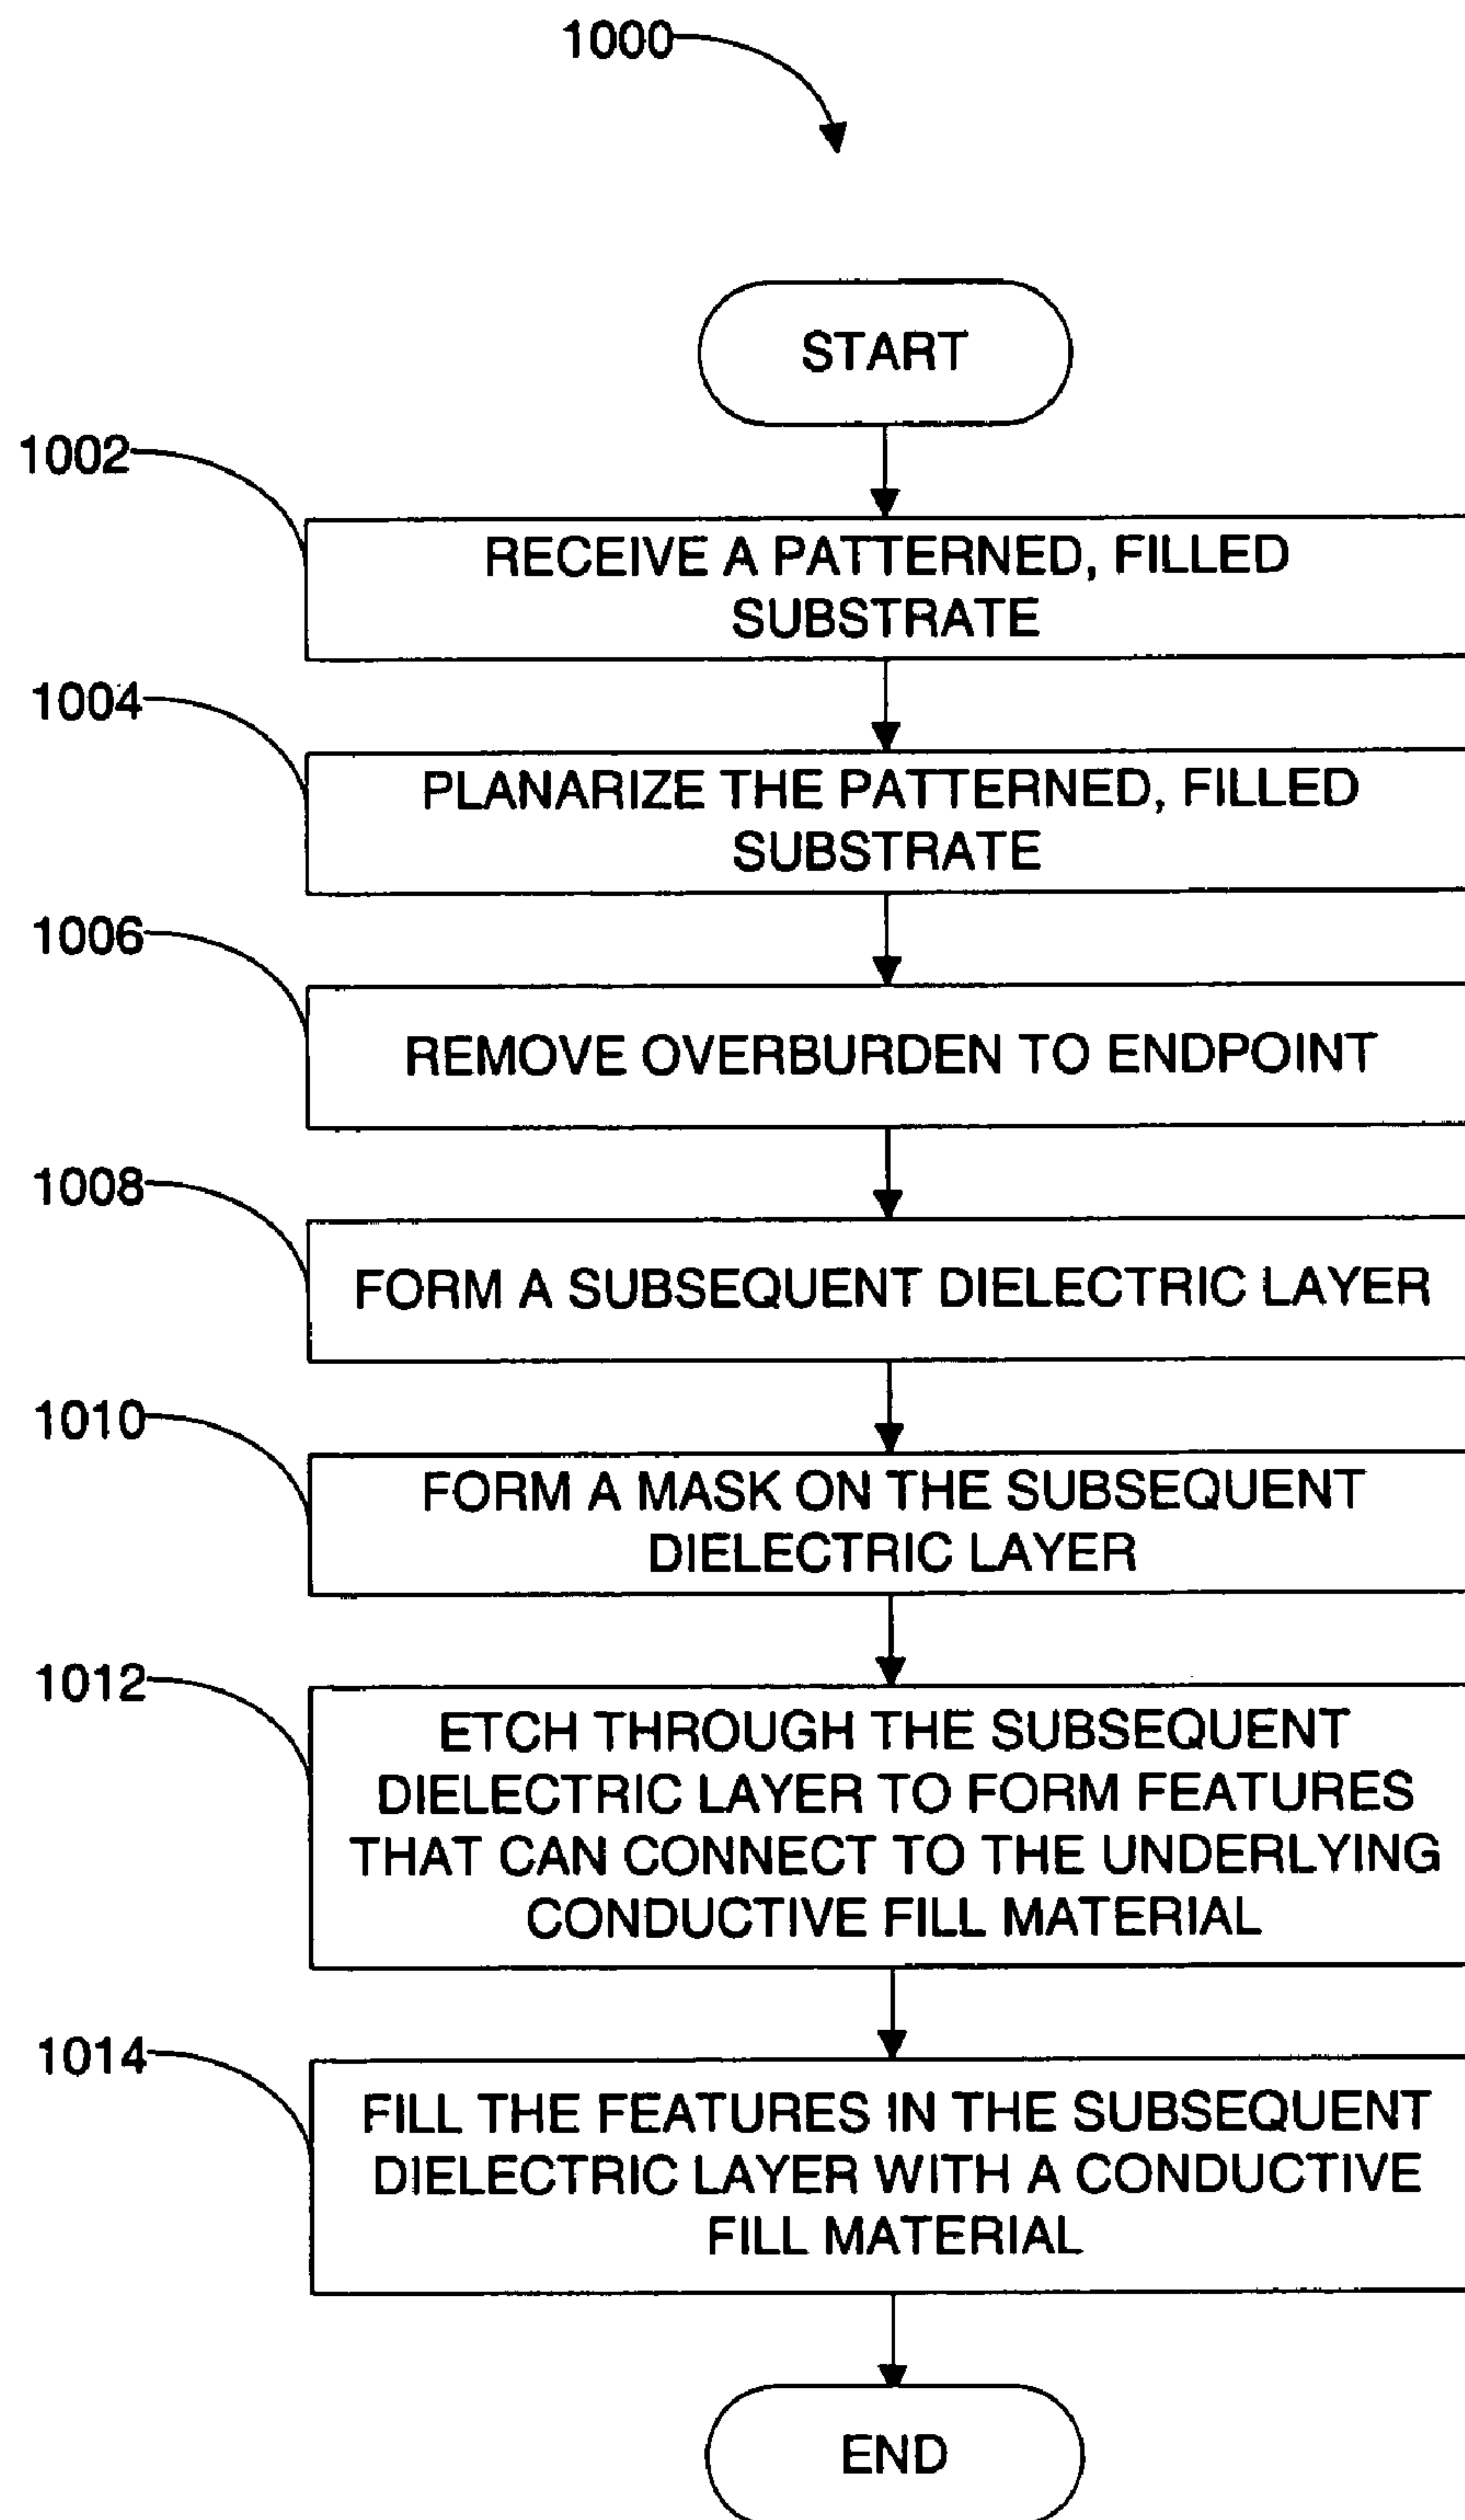 1000
START
1002
RECEIVE A PATTERNED, FILLED
SUBSTRATE
1004
PLANARIZE THE PATTERNED, FILLED
SUBSTRATE
1006
REMOVE OVERBURDEN TO ENDPOINT
1008
FORM A SUBSEQUENT DIELECTRIC LAYER
1010
FORM A MASK ON THE SUBSEQUENT
DIELECTRIC LAYER
1012
ETCH THROUGH THE SUBSEQUENT
DIELECTRIC LAYER TO FORM FEATURES
THAT CAN CONNECT TO THE UNDERLYING
CONDUCTIVE FILL MATERIAL
1014
FILL THE FEATURES IN THE SUBSEQUENT
DIELECTRIC LAYER WITH A CONDUCTIVE
FILL MATERIAL
END